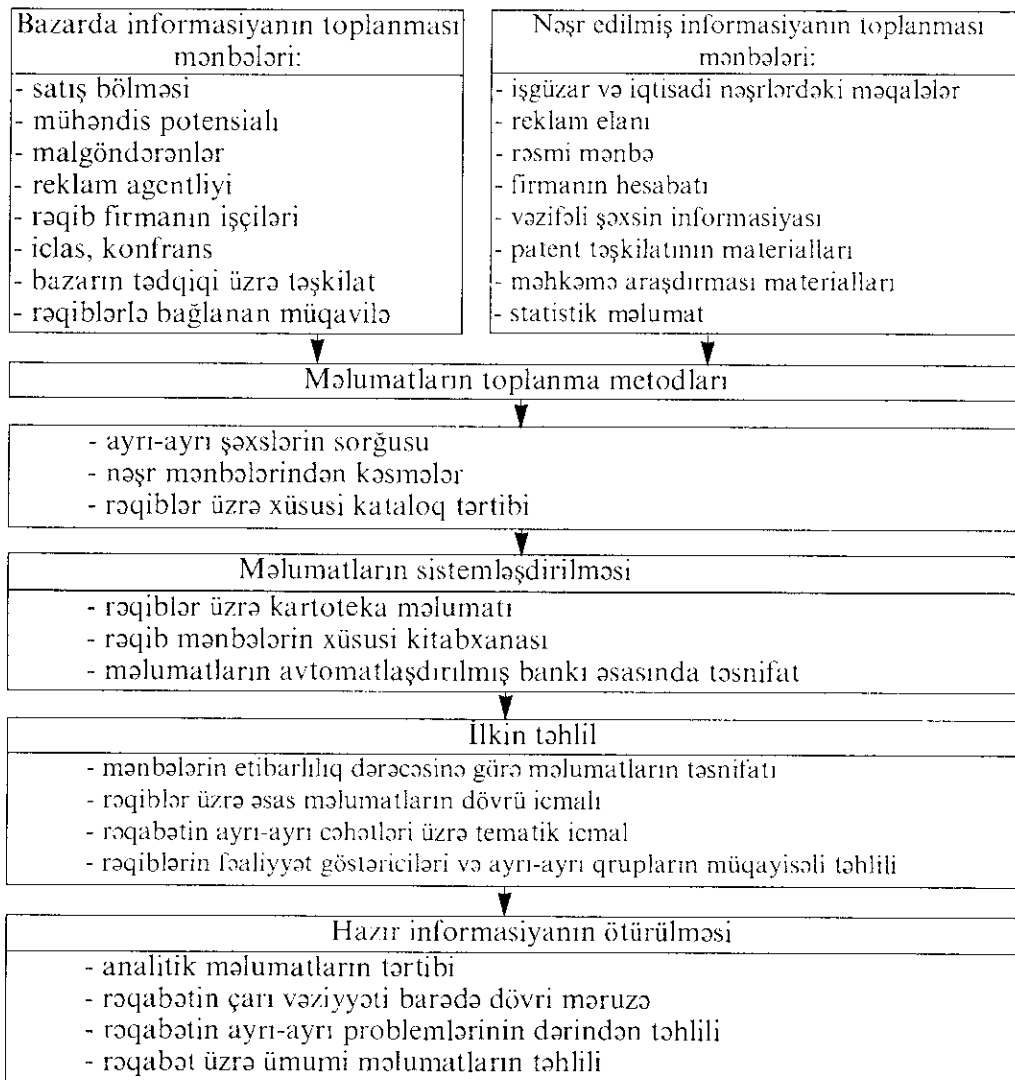 Bazarda informasiyanın toplanması
mənbələri:
- satış bölməsi
- mühəndis potensialı
- malgöndərənlər
- reklam agentliyi
- rəqib firmanın işçiləri
- iclas, konfrans
- bazarın tədqiqi üzrə təşkilat
- rəqiblərlə bağlanan müqavilə
Nəşr edilmiş informasiyanın toplanması
mənbələri:
- işgüzar və iqtisadi nəşrlərdəki məqalələr
- reklam elanı
- rəsmi mənbə
- firmanın hesabatı
- vəzifəli şəxsin informasiyası
- patent təşkilatının materialları
- məhkəmə araşdırması materialları
- statistik məlumat
Məlumatların toplanma metodları
- ayrı-ayrı şəxslərin sorğusu
- nəşr mənbələrindən kəsmələr
- rəqiblər üzrə xüsusi kataloq tərtibi
Məlumatların sistemləşdirilməsi
- rəqiblər üzrə kartoteka məlumatı
- rəqib mənbələrin xüsusi kitabxanası
- məlumatların avtomatlaşdırılmış bankı əsasında təsnifat
İlkin təhlil
- mənbələrin etibarlılıq dərəcəsinə görə məlumatların təsnifatı
- rəqiblər üzrə əsas məlumatların dövrü icmalı
- rəqabətin ayrı-ayrı cəhətləri üzrə tematik icmal
- rəqiblərin fəaliyyət göstəriciləri və ayrı-ayrı qrupların müqayisəli təhlili
Hazır informasiyanın ötürülməsi
- analitik məlumatların tərtibi
- rəqabətin çarı vəziyyəti barədə dövri məruzə
- rəqabətin ayrı-ayrı problemlərinin dərindən təhlili
- rəqabət üzrə ümumi məlumatların təhlili